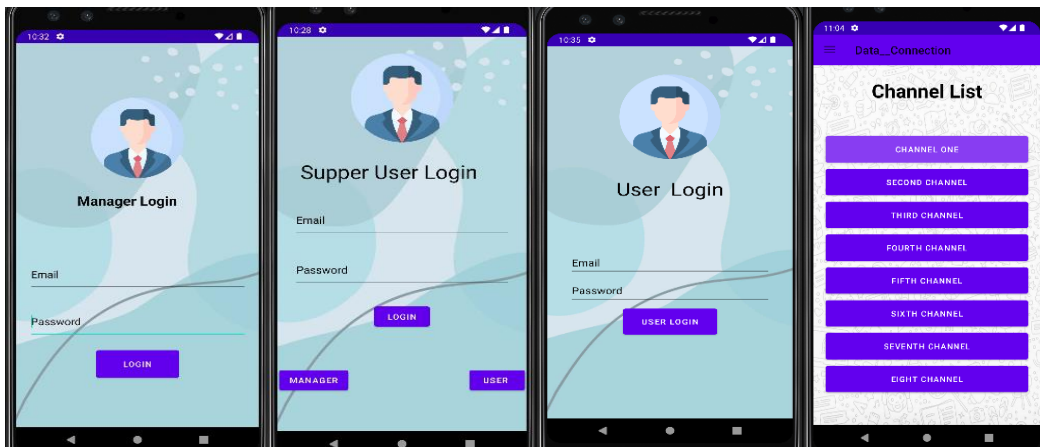 10:32
Manager Login
Email
Password
LOGIN
10:28
Supper User Login
Email
Password
LOGIN
MANAGER
USER
10:35
User Login
Email
Password
USER LOGIN
11:04
Data__Connection
Channel List
CHANNEL ONE
SECOND CHANNEL
THIRD CHANNEL
FOURTH CHANNEL
FIFTH CHANNEL
SIXTH CHANNEL
SEVENTH CHANNEL
EIGHT CHANNEL